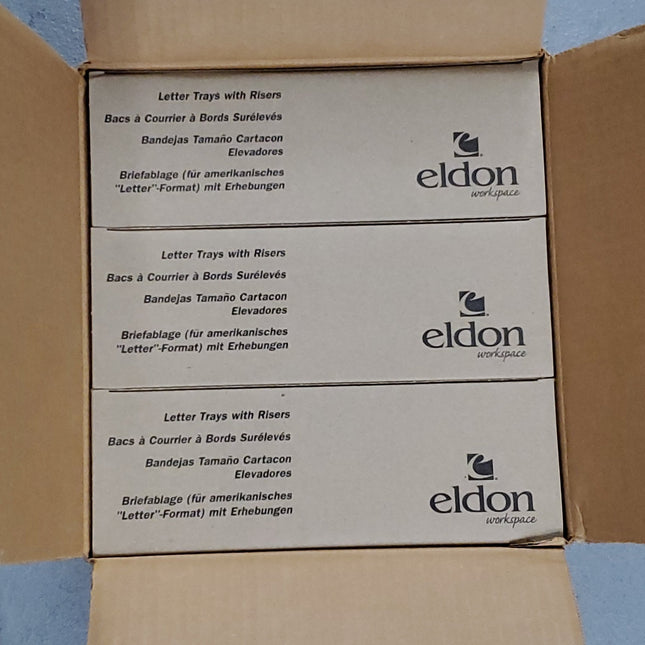 Letter Trays with Risers
Bacs à Courrier à Bords Surélevés
Bandejas Tamaño Cartacon
Elevadores
Briefablage (für amerikanisches
"Letter"-Format) mit Erhebungen
eldon
workspace
Letter Trays with Risers
Bacs à Courrier à Bords Surélevés
Bandejas Tamaño Cartacon
Elevadores
Briefablage (für amerikanisches
"Letter"-Format) mit Erhebungen
eldon
workspace
Letter Trays with Risers
Bacs à Courrier à Bords Surélevés
Bandejas Tamaño Cartacon
Elevadores
Briefablage (für amerikanisches
"Letter"-Format) mit Erhebungen
eldon
workspace